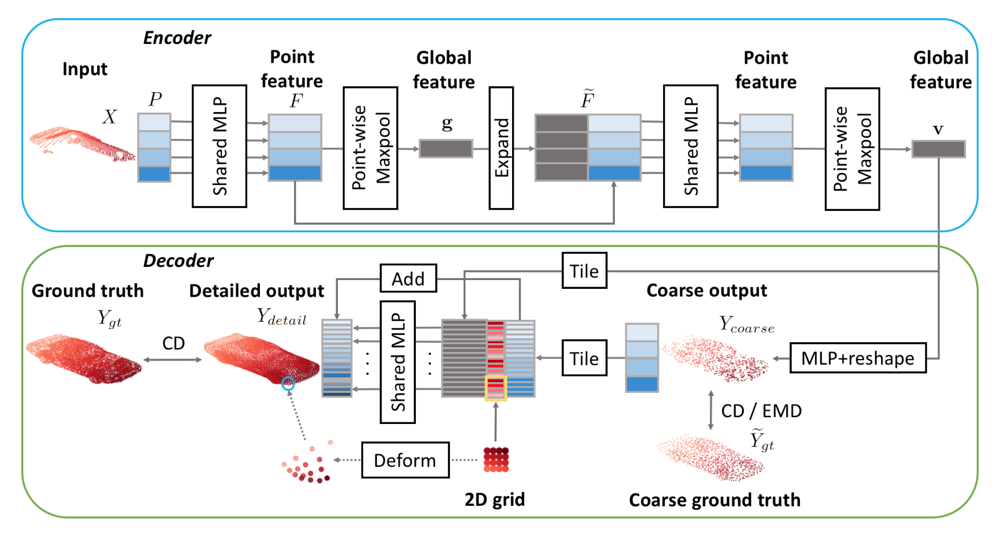 Encoder
Input
X
P
Shared MLP
Point
feature
F
Point-wise
Maxpool
Global
feature
g
Expand
F̃
Shared MLP
Point
feature
Point-wise
Maxpool
Global
feature
v
Decoder
Ground truth
Y_gt
CD
Detailed output
Y_detail
Add
Shared MLP
Tile
Tile
Coarse output
Y_coarse
MLP+reshape
CD / EMD
Ỹ_gt
Coarse ground truth
Deform
2D grid